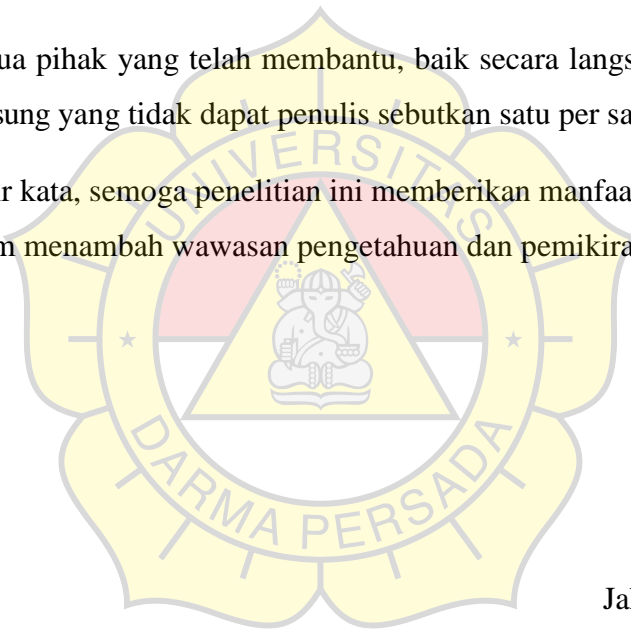 ua pihak yang telah membantu, baik secara langs
sung yang tidak dapat penulis sebutkan satu per sa
r kata, semoga penelitian ini memberikan manfaa
m menambah wawasan pengetahuan dan pemikira
UNIVERSITAS
DARMA PERSADA
Ja